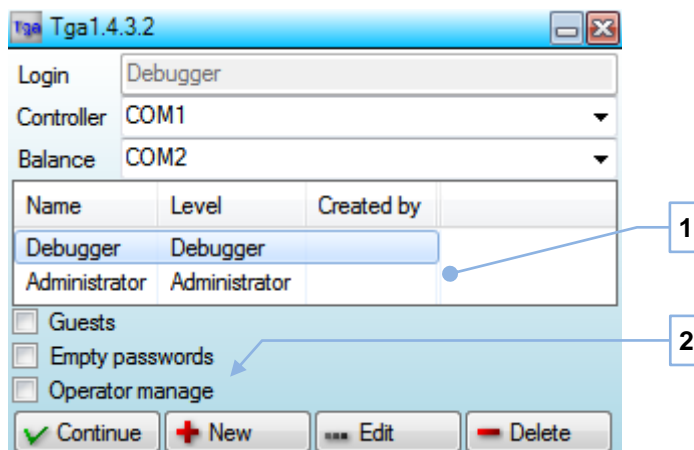 Tga Tga1.4.3.2
Login Debugger
Controller COM1
Balance COM2
Name Level Created by
Debugger Debugger
1
Administrator Administrator
Guests
2
Empty passwords
Operator manage
Continue New Edit Delete